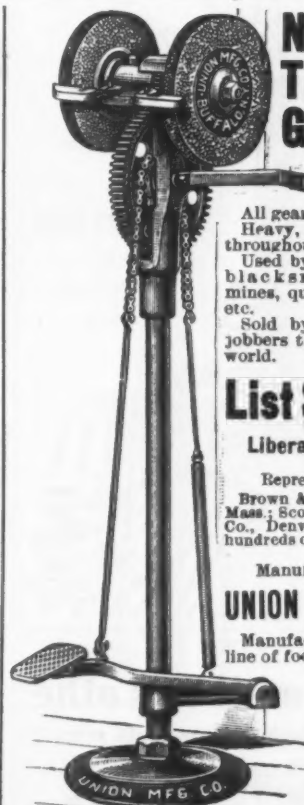 UNION MFG. CO.
BUFFALO, N.Y.
N
T
G
All gear
Heavy,
throughou
Used by
blacksm
mines, qu
etc.
Sold by
jobbers t
world.
List
Libera
Repre
Brown &
Mass.; Sco
Co., Denv
hundreds o
Manuf
UNION
Manufa
line of foo
UNION MFG. CO.